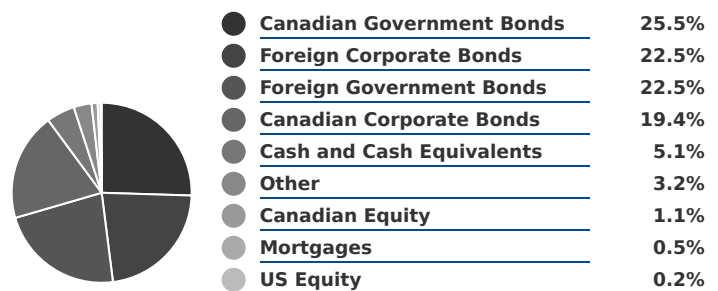 Canadian Government Bonds 25.5%
Foreign Corporate Bonds 22.5%
Foreign Government Bonds 22.5%
Canadian Corporate Bonds 19.4%
Cash and Cash Equivalents 5.1%
Other 3.2%
Canadian Equity 1.1%
Mortgages 0.5%
US Equity 0.2%